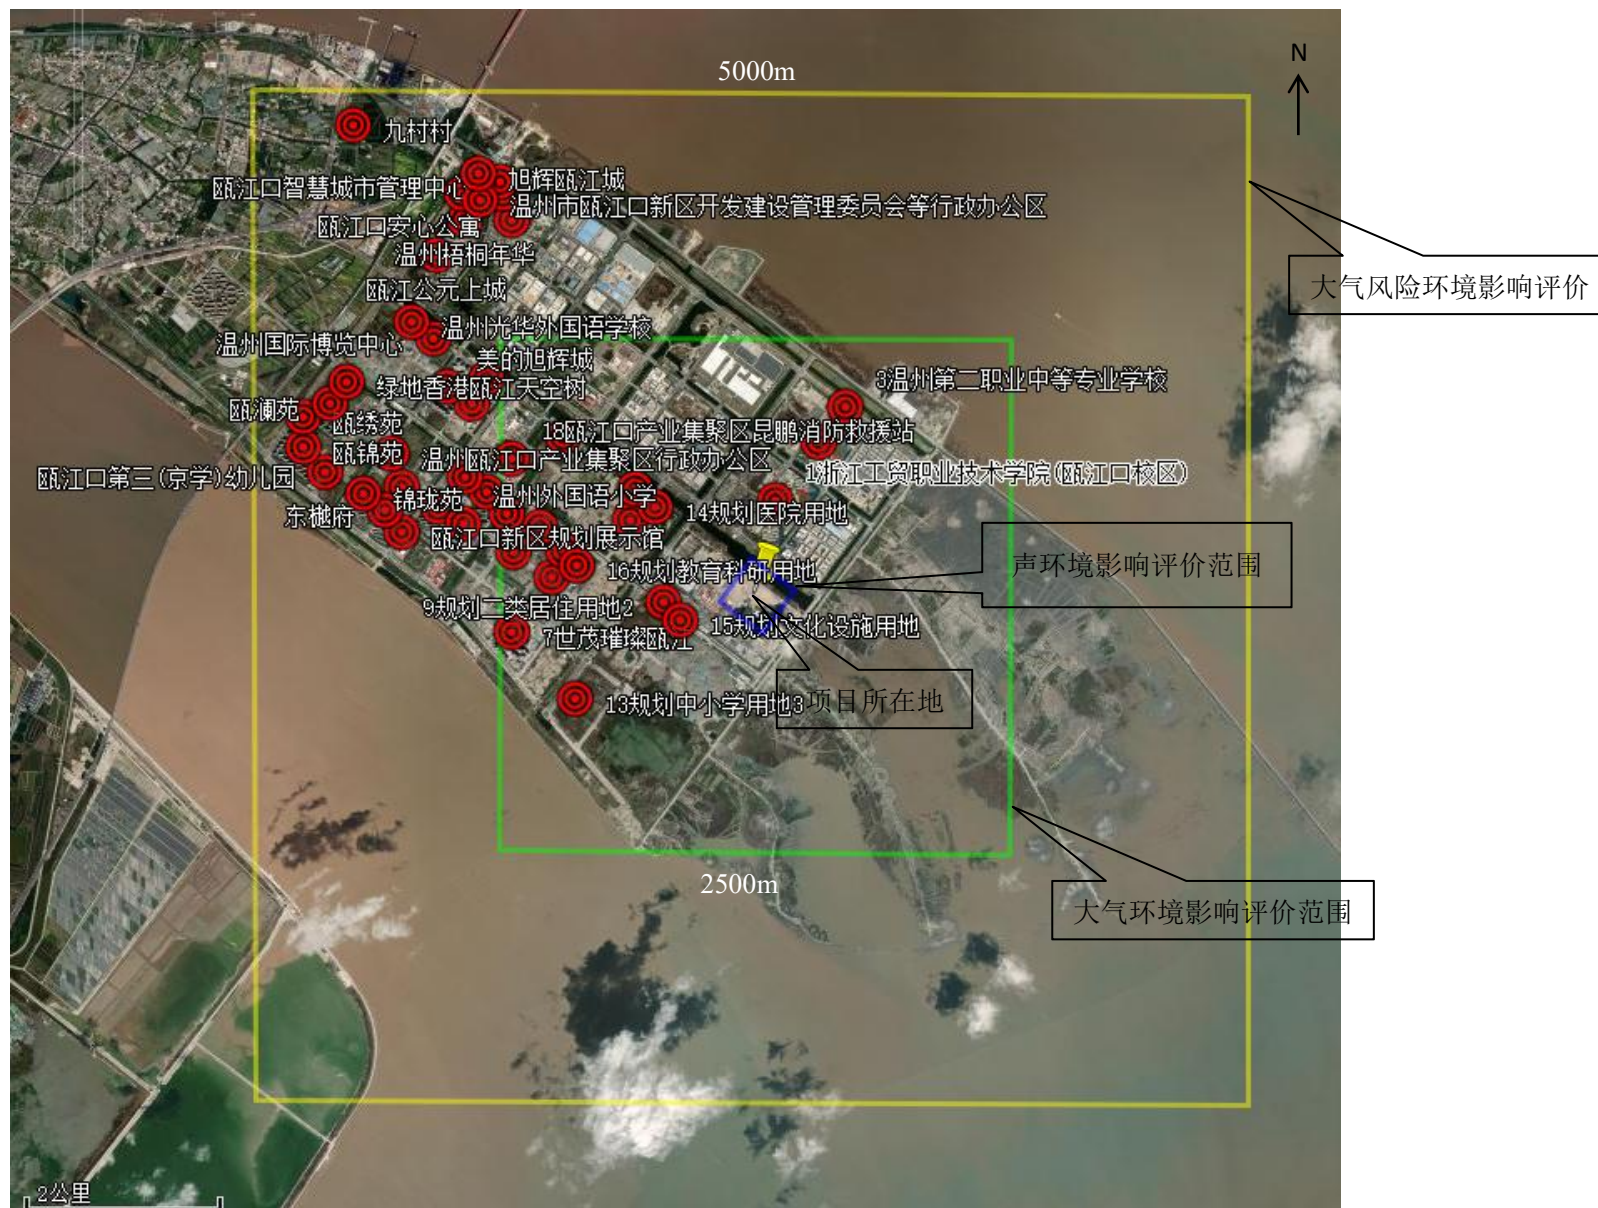 5000m
N
九村村
旭辉瓯江城
瓯江口智慧城市管理中心
温州市瓯江口新区开发建设管理委员会等行政办公区
瓯江口安心公寓
温州梧桐年华
瓯江公元上城
大气风险环境影响评价
温州光华外国语学校
温州国际博览中心
美的旭辉城
绿地香港瓯江天空树
3温州第二职业中等专业学校
瓯澜苑
瓯绣苑
18瓯江口产业集聚区昆鹏消防救援站
瓯锦苑
温州瓯江口产业集聚区行政办公区
瓯江口第三(京学)幼儿园
1浙江工贸职业技术学院(瓯江口校区)
锦珑苑
温州外国语小学
东樾府
14规划医院用地
瓯江口新区规划展示馆
声环境影响评价范围
16规划教育科研用地
9规划二类居住用地2
15规划文化设施用地
7世茂璀璨瓯江
13规划中小学用地3
项目所在地
2500m
大气环境影响评价范围
2公里